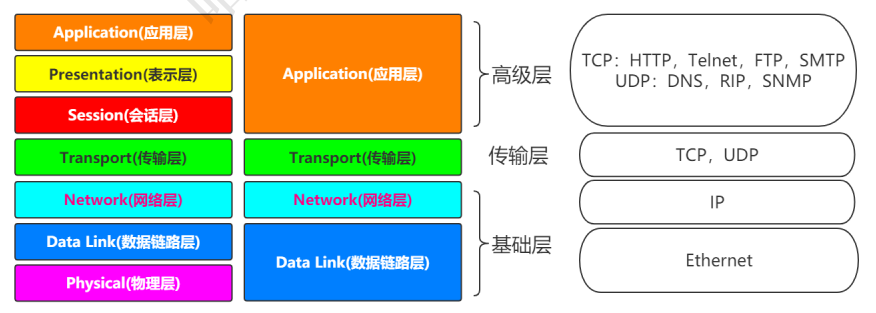 Application(应用层)
Presentation(表示层)
Session(会话层)
Transport(传输层)
Network(网络层)
Data Link(数据链路层)
Physical(物理层)
Application(应用层)
Transport(传输层)
Network(网络层)
Data Link(数据链路层)
高级层
传输层
基础层
TCP：HTTP，Telnet，FTP，SMTP
UDP：DNS，RIP，SNMP
TCP，UDP
IP
Ethernet